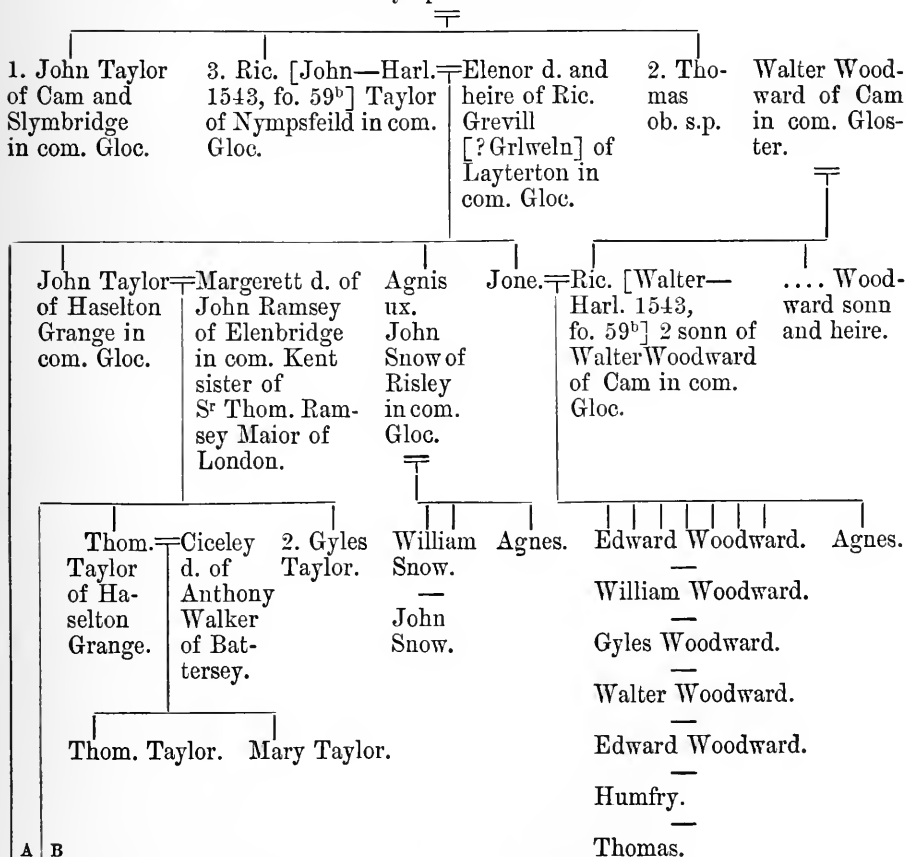 1. John Taylor
of Cam and
Slymbridge
in com. Gloc.
3. Ric. [John—Harl.
1543, fo. 59ᵇ] Taylor
of Nympsfeild in com.
Gloc.
Elenor d. and
heire of Ric.
Grevill
[? Grlweln] of
Layterton in
com. Gloc.
2. Tho-
mas
ob. s.p.
Walter Wood-
ward of Cam
in com. Glos-
ter.
John Taylor
of Haselton
Grange in
com. Gloc.
Margerett d. of
John Ramsey
of Elenbridge
in com. Kent
sister of
Sʳ Thom. Ram-
sey Maior of
London.
Agnis
ux.
John
Snow of
Risley
in com.
Gloc.
Jone.
Ric. [Walter—
Harl. 1543,
fo. 59ᵇ] 2 sonn of
Walter Woodward
of Cam in com.
Gloc.
.... Wood-
ward sonn
and heire.
Thom.
Taylor
of Ha-
selton
Grange.
Ciceley
d. of
Anthony
Walker
of Bat-
tersey.
2. Gyles
Taylor.
William
Snow.
—
John
Snow.
Agnes.
Edward Woodward.
—
William Woodward.
—
Gyles Woodward.
—
Walter Woodward.
—
Edward Woodward.
—
Humfry.
—
Thomas.
Agnes.
Thom. Taylor.
Mary Taylor.
A
B